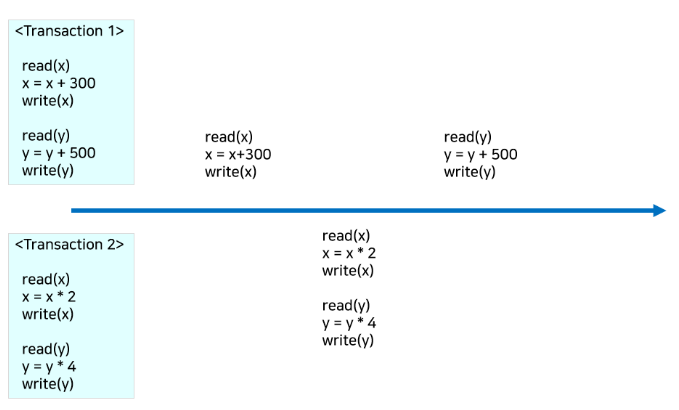 <Transaction 1>
read(x)
x = x + 300
write(x)
read(y)
y = y + 500
write(y)
read(x)
x = x+300
write(x)
read(y)
y = y + 500
write(y)
<Transaction 2>
read(x)
x = x * 2
write(x)
read(y)
y = y * 4
write(y)
read(x)
x = x * 2
write(x)
read(y)
y = y * 4
write(y)